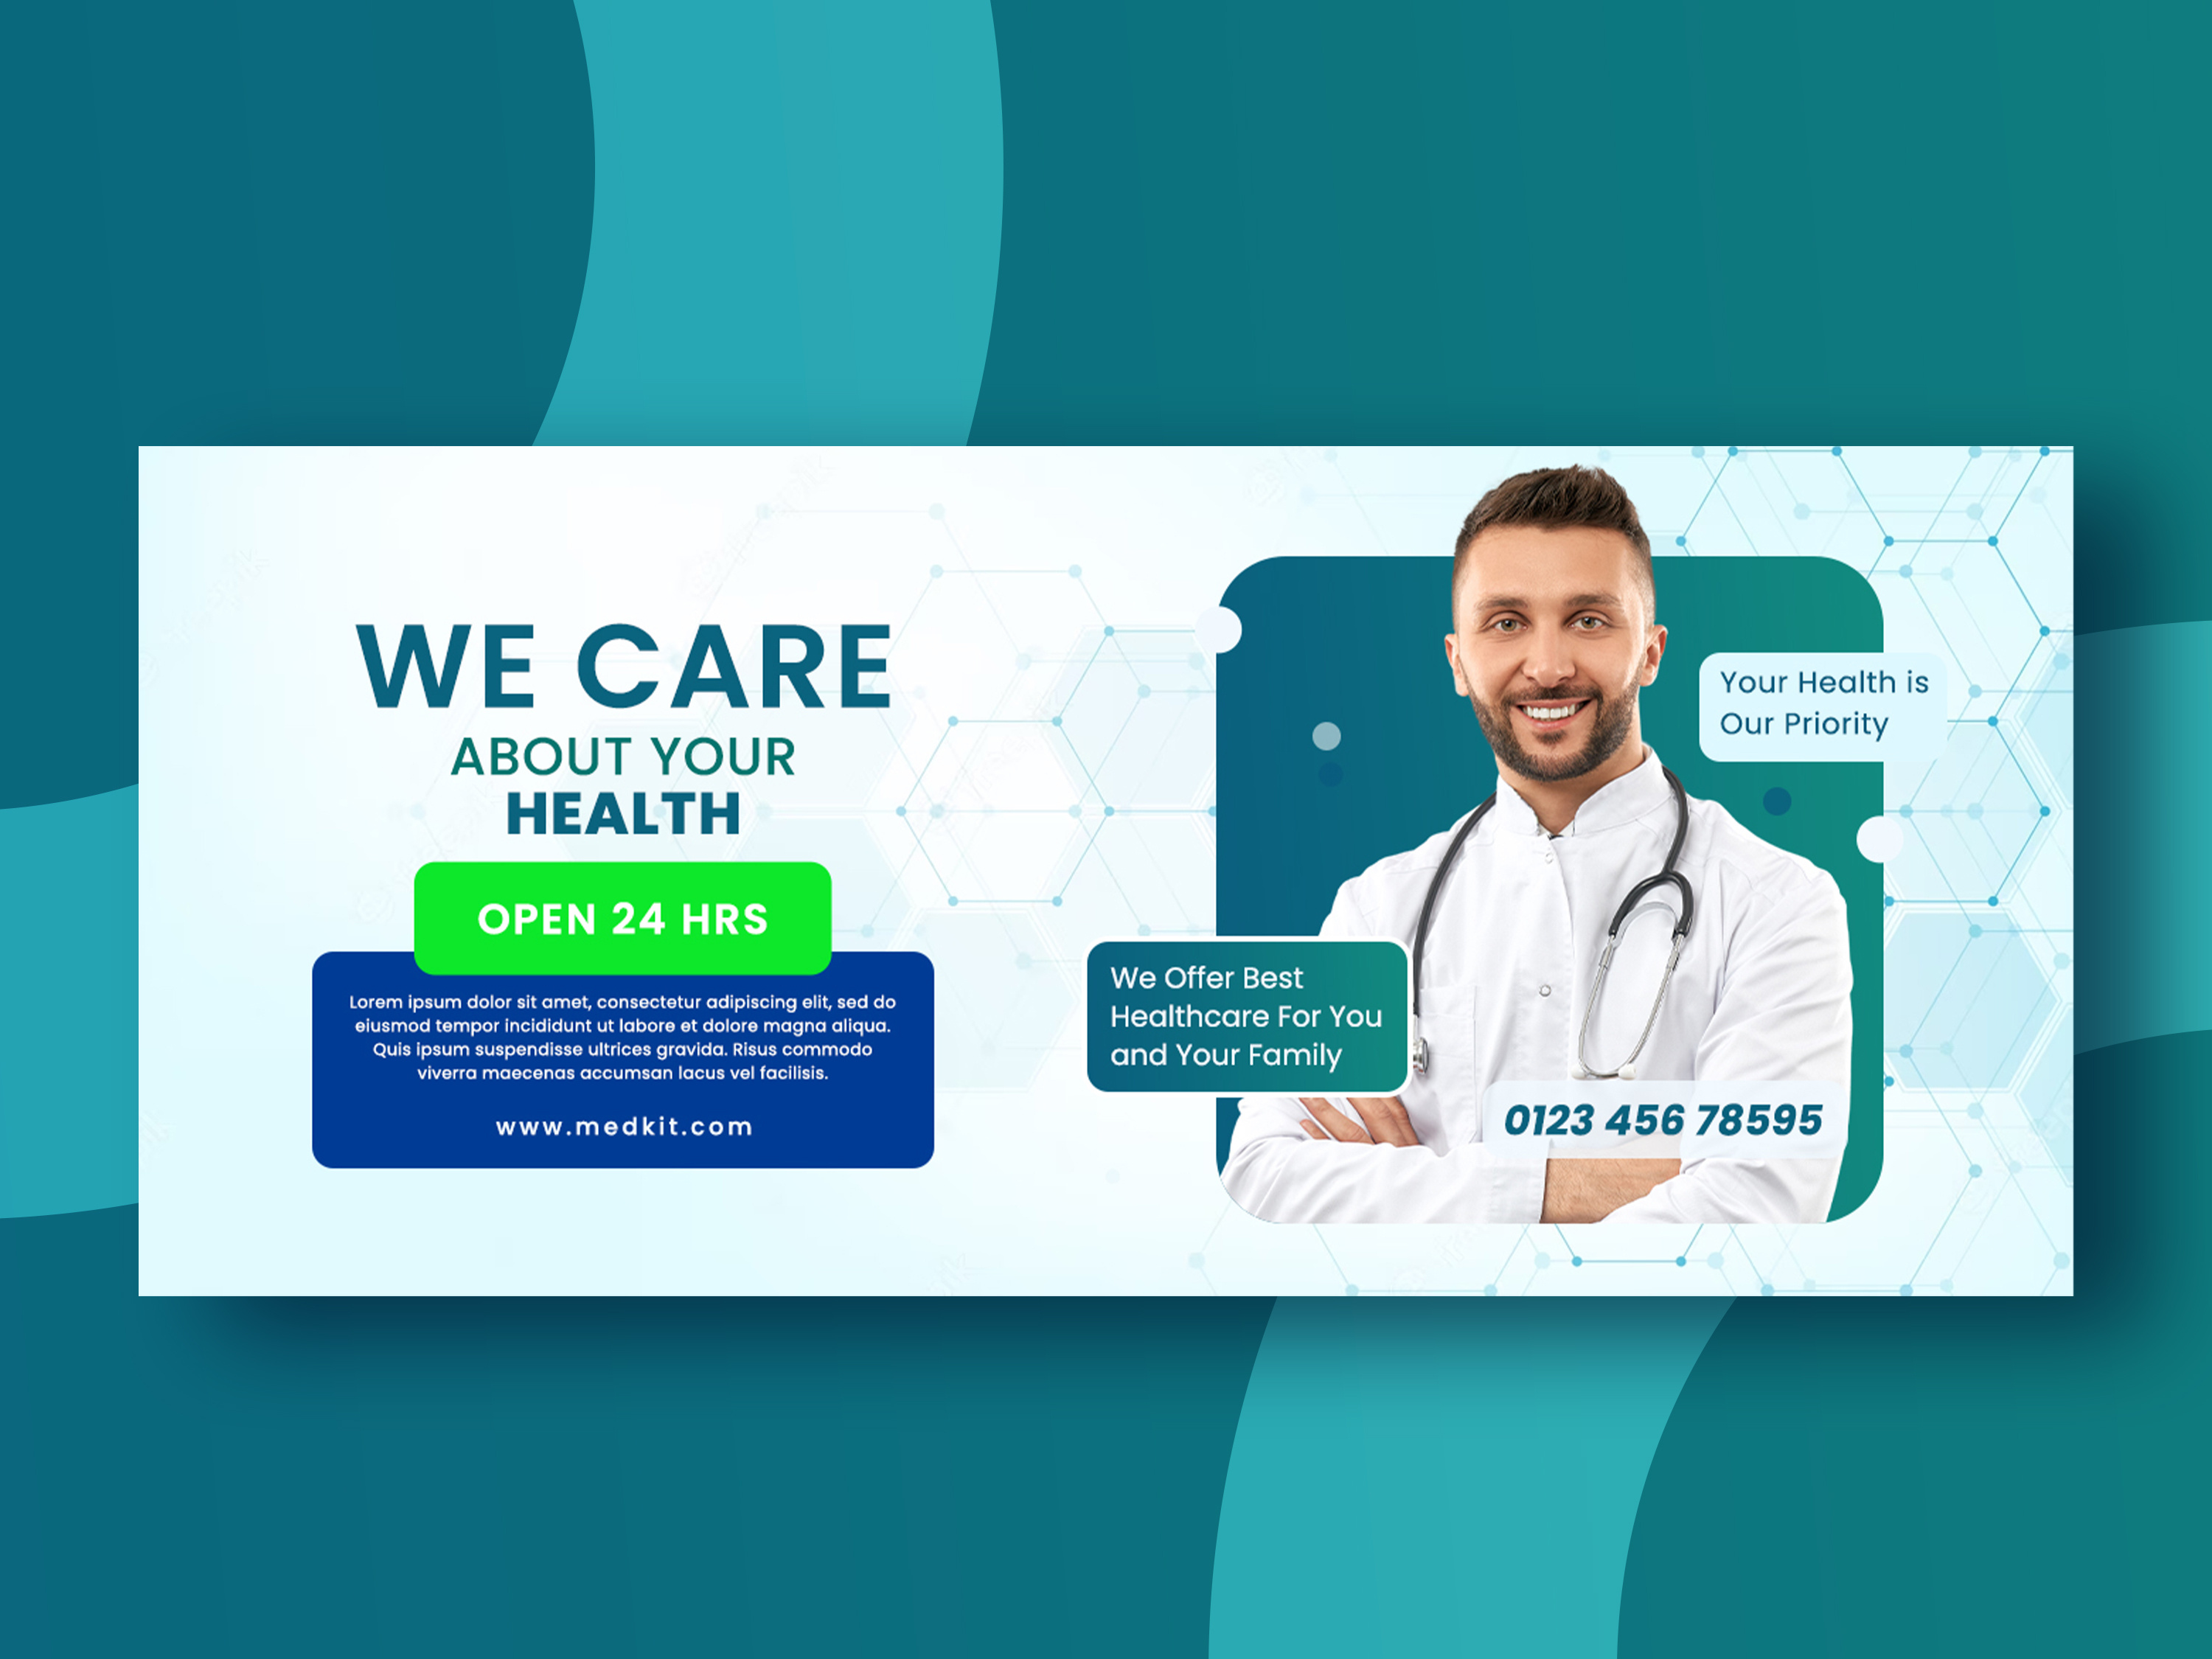 WE CARE
ABOUT YOUR
HEALTH
OPEN 24 HRS
Lorem ipsum dolor sit amet, consectetur adipiscing elit, sed do
eiusmod tempor incididunt ut labore et dolore magna aliqua.
Quis ipsum suspendisse ultrices gravida. Risus commodo
viverra maecenas accumsan lacus vel facilisis.
www.medkit.com
Your Health is
Our Priority
We Offer Best
Healthcare For You
and Your Family
0123 456 78595